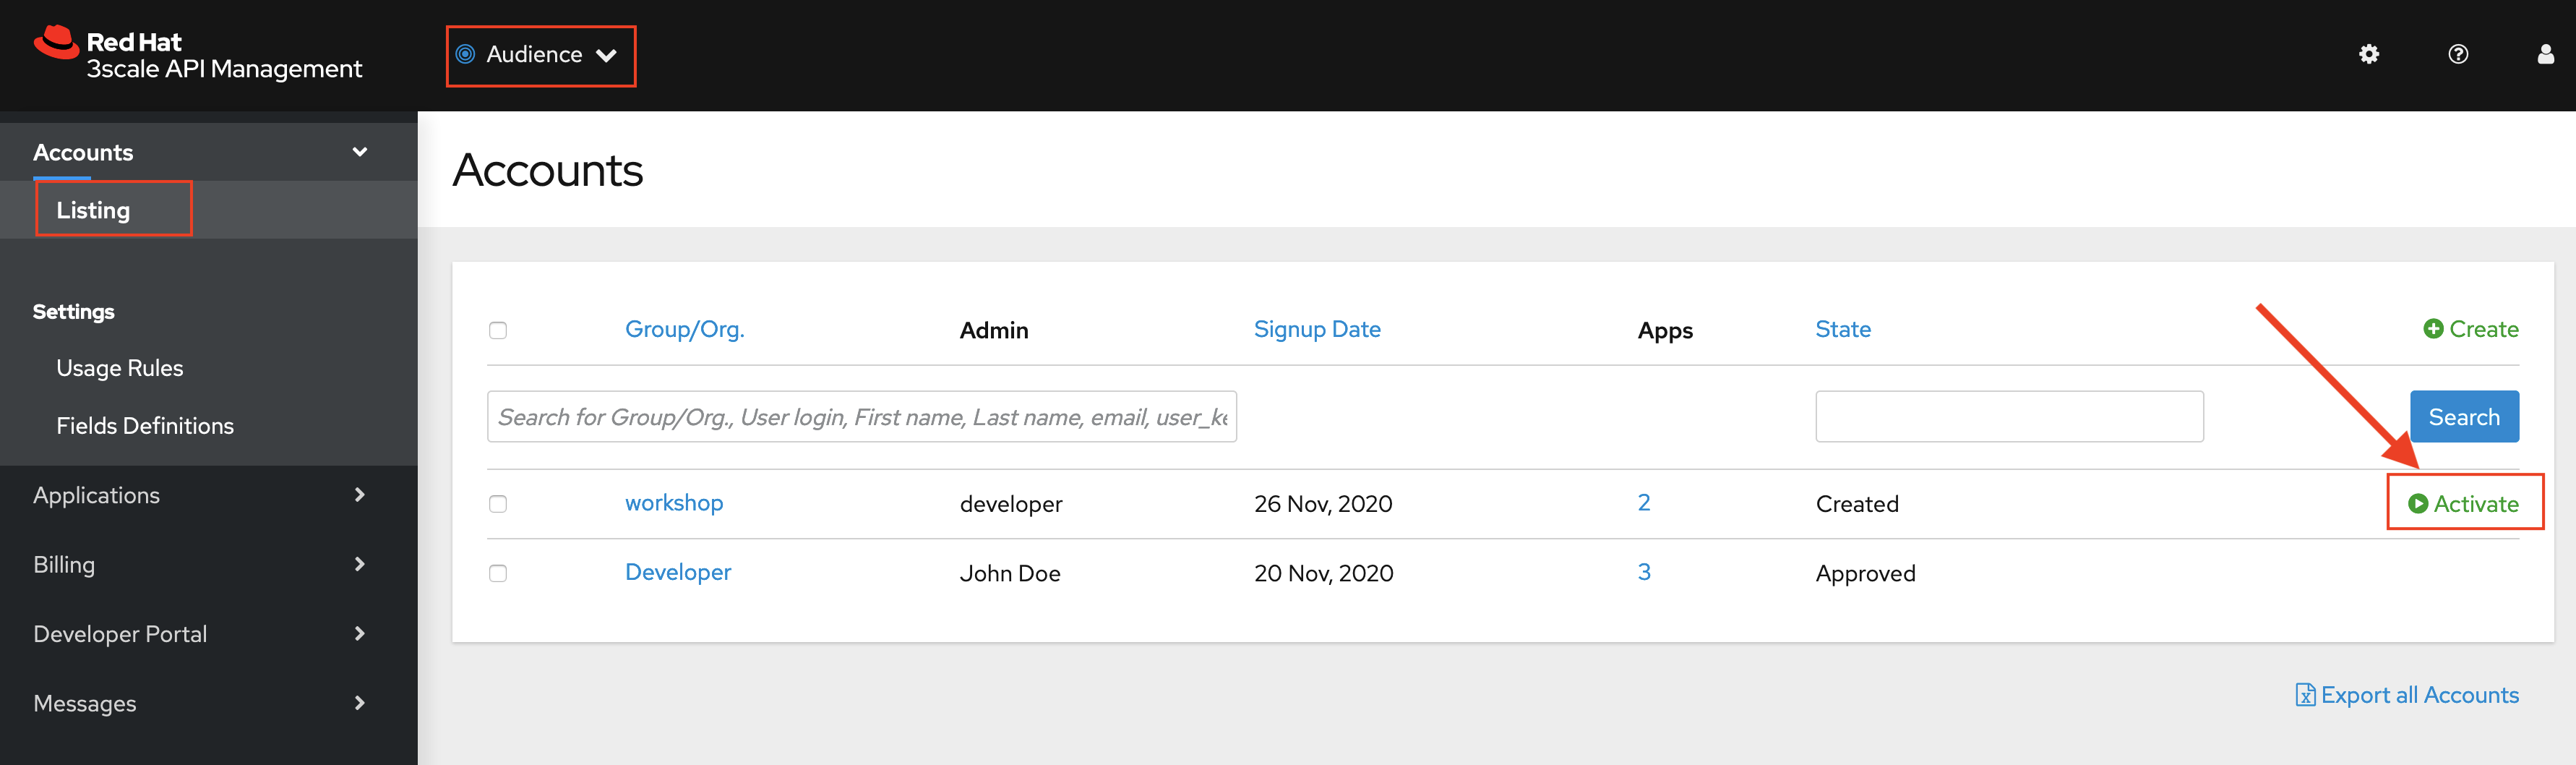 Red Hat
3scale API Management
Audience
Accounts
Listing
Settings
Usage Rules
Fields Definitions
Applications
Billing
Developer Portal
Messages
Accounts
Group/Org. Admin Signup Date Apps State Create
Search for Group/Org., User login, First name, Last name, email, user_ke Search
workshop developer 26 Nov, 2020 2 Created Activate
Developer John Doe 20 Nov, 2020 3 Approved
Export all Accounts